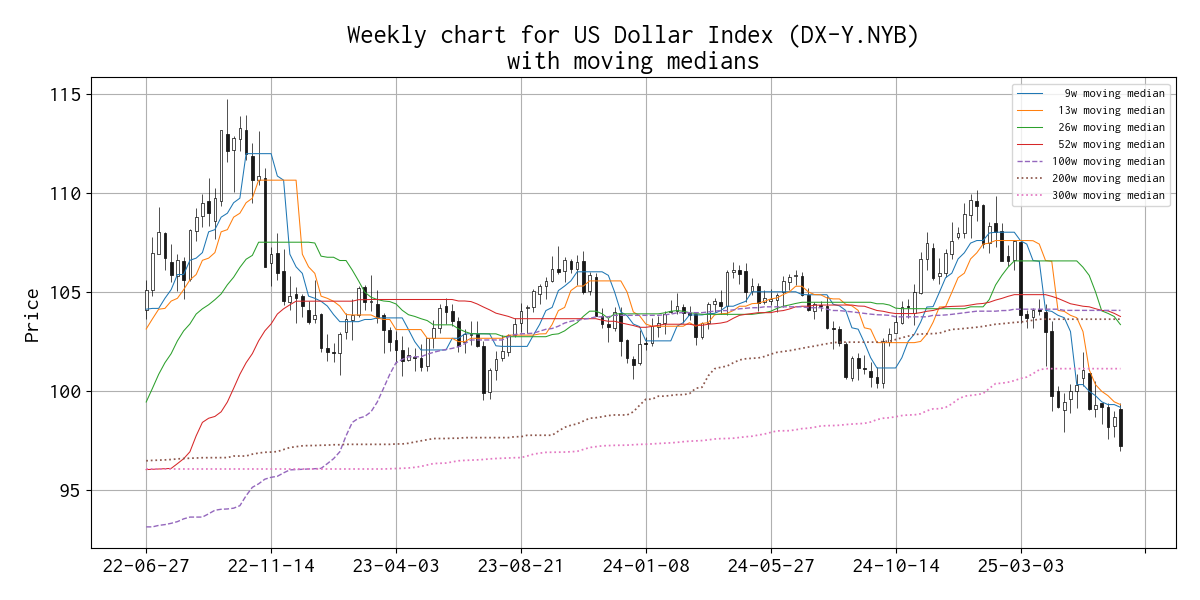 Weekly chart for US Dollar Index (DX-Y.NYB)
with moving medians
Price
115
110
105
100
95
9w moving median
13w moving median
26w moving median
52w moving median
100w moving median
200w moving median
300w moving median
22-06-27
22-11-14
23-04-03
23-08-21
24-01-08
24-05-27
24-10-14
25-03-03